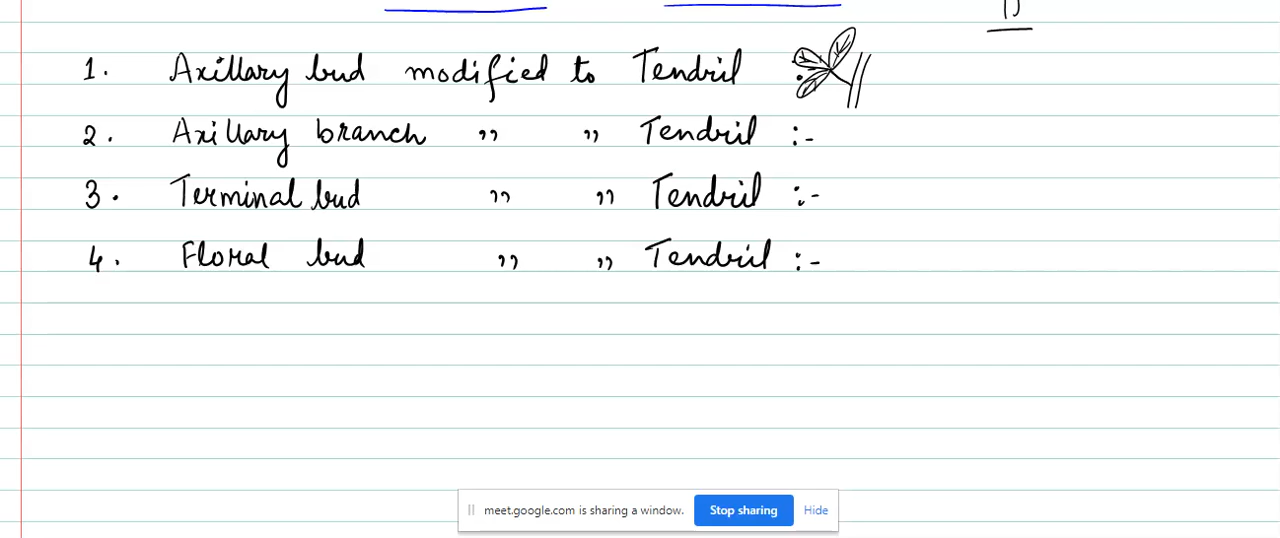 1. Axillary bud modified to Tendril :-
2. Axillary branch " " Tendril :-
3. Terminal bud " " Tendril :-
4. Floral bud " " Tendril :-
meet.google.com is sharing a window. Stop sharing Hide